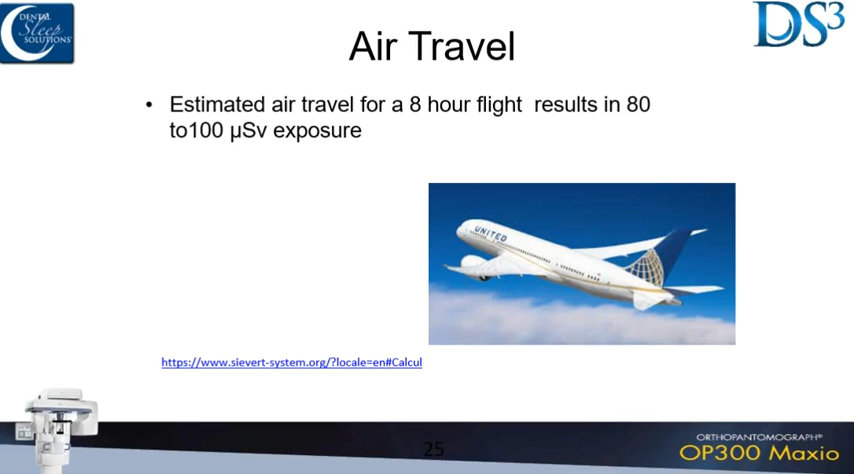 DENTAL
Sleep
SOLUTIONS
DS3
Air Travel
• Estimated air travel for a 8 hour flight  results in 80
to100 µSv exposure
UNITED
https://www.sievert-system.org/?locale=en#Calcul
25
ORTHOPANTOMOGRAPH®
OP300 Maxio